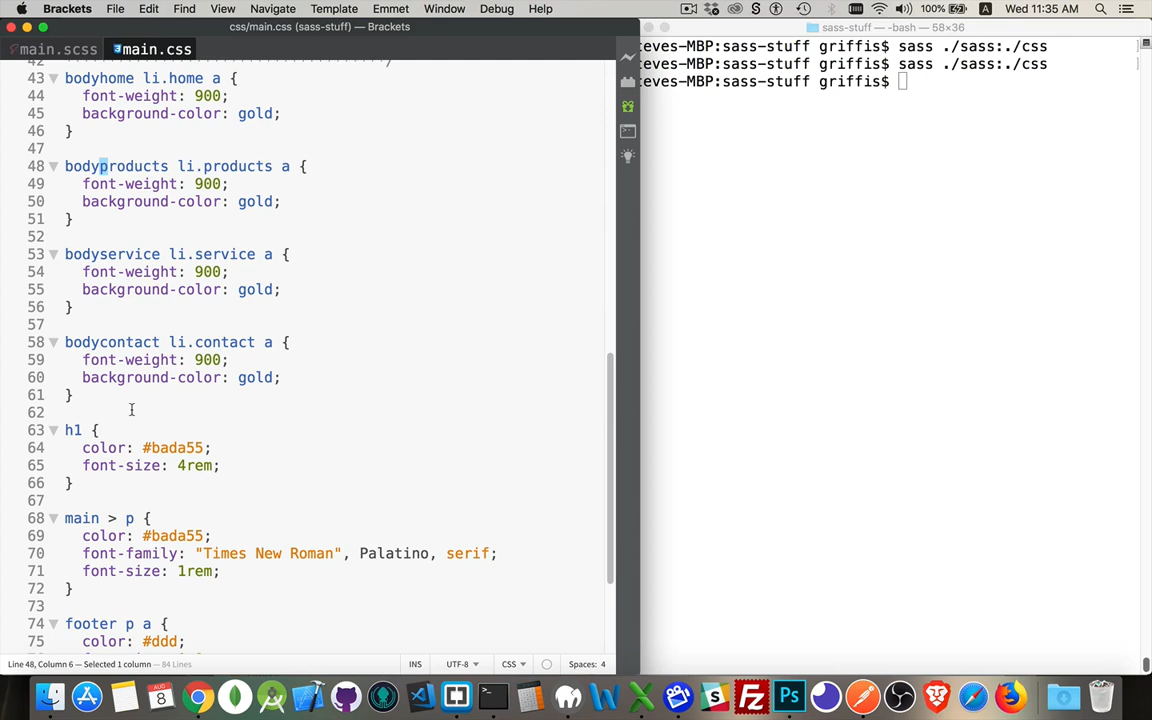 Brackets File Edit Find View Navigate Template Emmet Window Debug Help 100% A Wed 11:35 AM
css/main.css (sass-stuff) — Brackets
sass-stuff — -bash — 58×36
main.scss main.css
teves-MBP:sass-stuff griffis$ sass ./sass:./css
teves-MBP:sass-stuff griffis$ sass ./sass:./css
teves-MBP:sass-stuff griffis$
42
43 bodyhome li.home a {
44 font-weight: 900;
45 background-color: gold;
46 }
47
48 bodyproducts li.products a {
49 font-weight: 900;
50 background-color: gold;
51 }
52
53 bodyservice li.service a {
54 font-weight: 900;
55 background-color: gold;
56 }
57
58 bodycontact li.contact a {
59 font-weight: 900;
60 background-color: gold;
61 }
62
63 h1 {
64 color: #bada55;
65 font-size: 4rem;
66 }
67
68 main > p {
69 color: #bada55;
70 font-family: "Times New Roman", Palatino, serif;
71 font-size: 1rem;
72 }
73
74 footer p a {
75 color: #ddd;
Line 48, Column 6 — Selected 1 column — 84 Lines INS UTF-8 CSS Spaces: 4